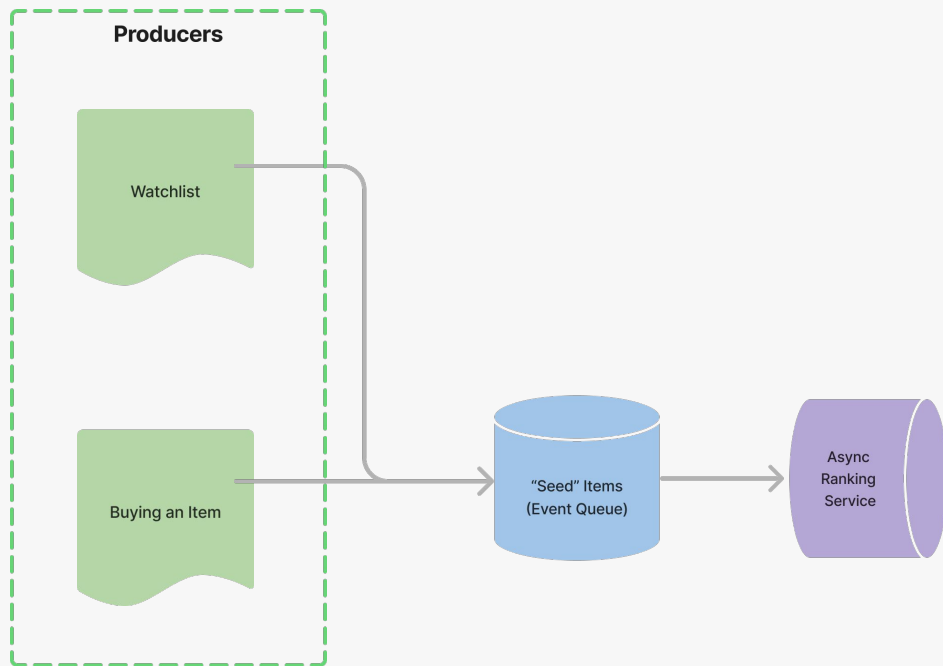 Producers
Watchlist
Buying an Item
“Seed” Items
(Event Queue)
Async
Ranking
Service